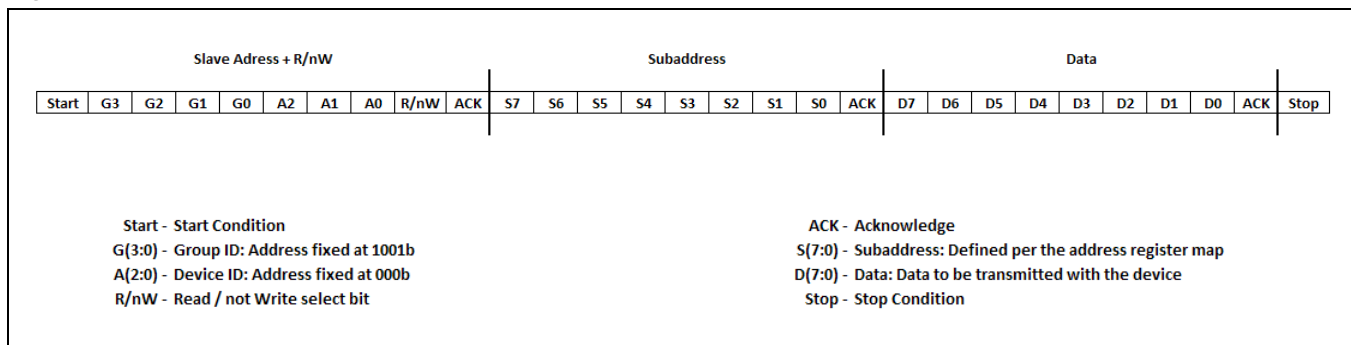 Slave Adress + R/nW Subaddress Data
Start G3 G2 G1 G0 A2 A1 A0 R/nW ACK S7 S6 S5 S4 S3 S2 S1 S0 ACK D7 D6 D5 D4 D3 D2 D1 D0 ACK Stop
Start - Start Condition
G(3:0) - Group ID: Address fixed at 1001b
A(2:0) - Device ID: Address fixed at 000b
R/nW - Read / not Write select bit
ACK - Acknowledge
S(7:0) - Subaddress: Defined per the address register map
D(7:0) - Data: Data to be transmitted with the device
Stop - Stop Condition